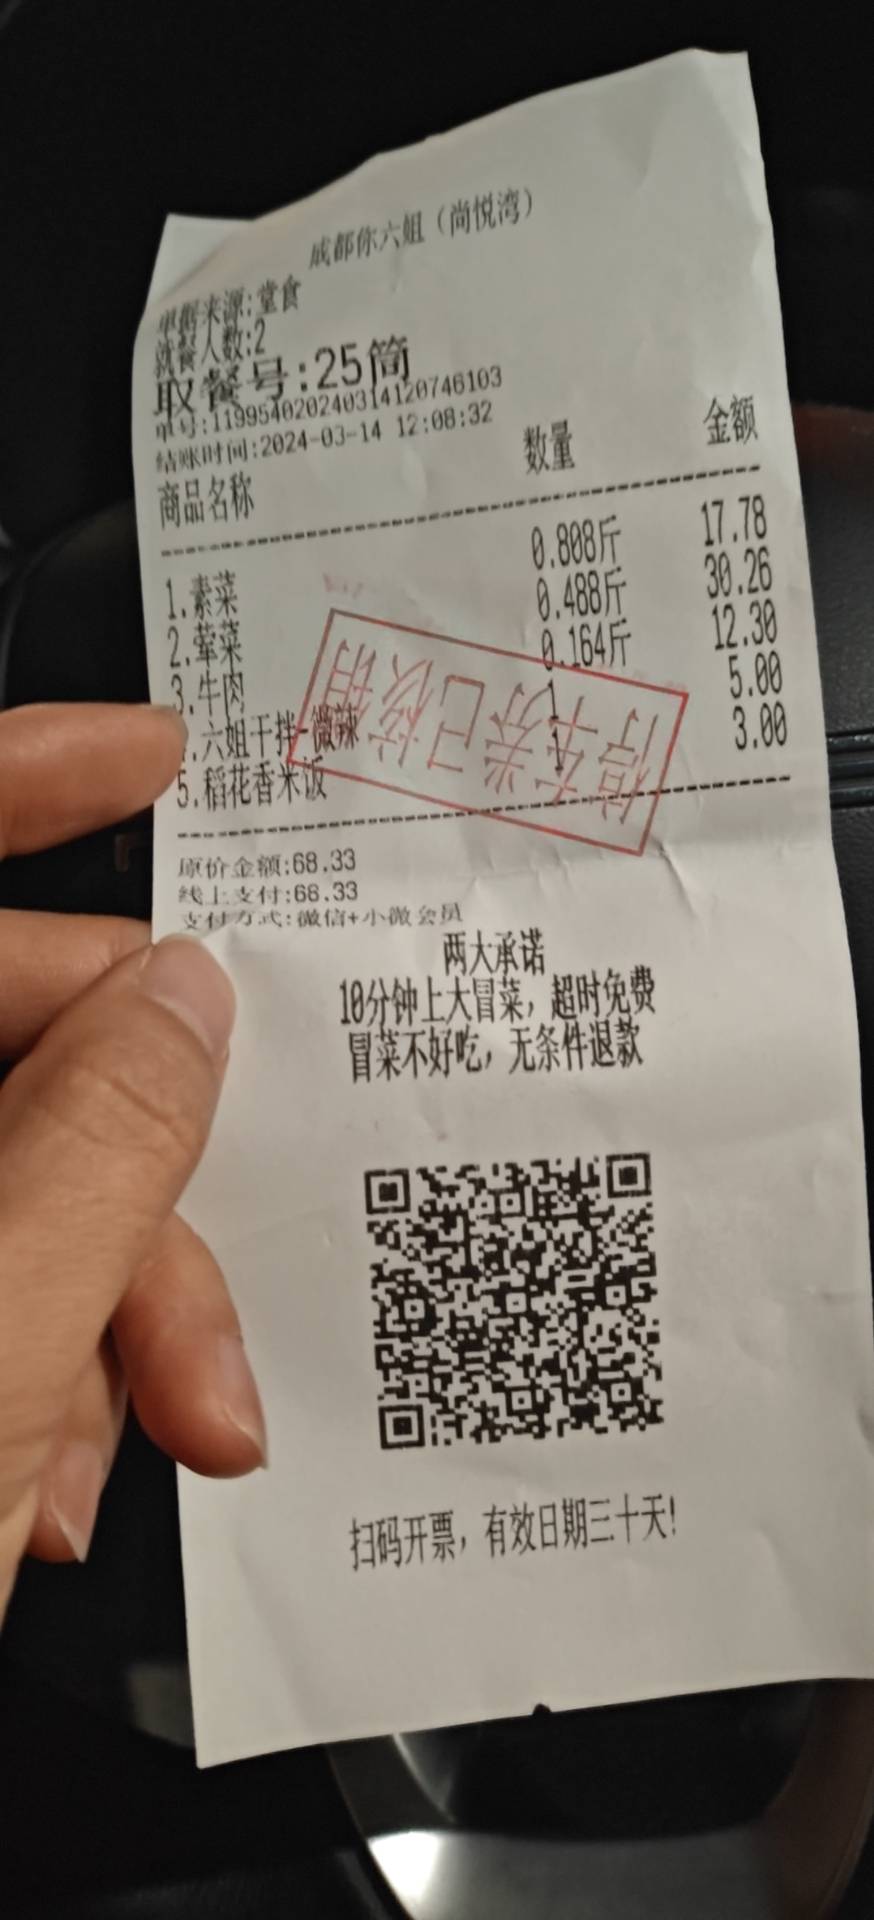 成都你六姐（尚悦湾）
单据来源:堂食
就餐人数:2
取餐号:25筒
单号:119954020240314120746103
结账时间:2024-03-14 12:08:32
商品名称 数量 金额
1.素菜 0.808斤 17.78
2.荤菜 0.488斤 30.26
3.牛肉 0.164斤 12.30
.六姐干拌-微辣 1 5.00
5.稻花香米饭 1 3.00
停车券已核销
原价金额:68.33
线上支付:68.33
支付方式:微信+小微会员
两大承诺
10分钟上大冒菜，超时免费
冒菜不好吃，无条件退款
扫码开票，有效日期三十天!